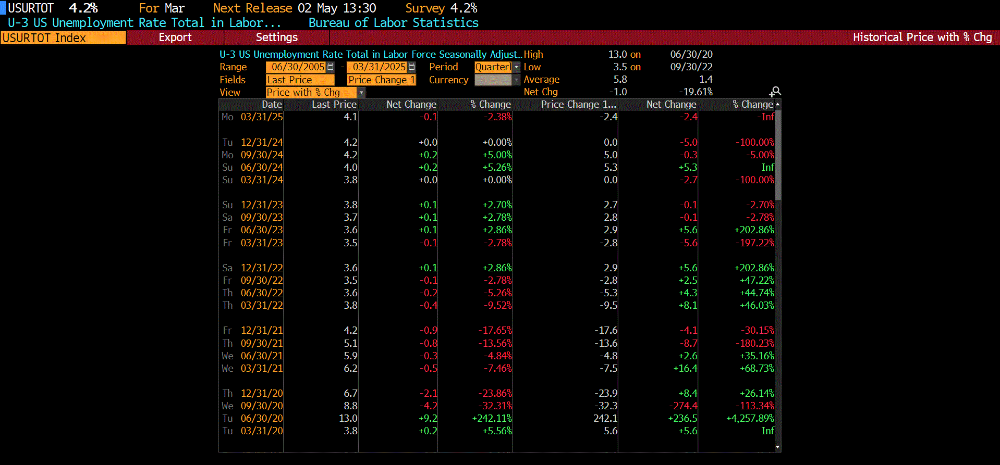 USURTOT 4.2% For Mar Next Release 02 May 13:30 Survey 4.2%
U-3 US Unemployment Rate Total in Labor... Bureau of Labor Statistics
USURTOT Index Export Settings Historical Price with % Chg
U-3 US Unemployment Rate Total in Labor Force Seasonally Adjust... High 13.0 on 06/30/20
Range 06/30/2005 - 03/31/2025 Period Quarterl Low 3.5 on 09/30/22
Fields Last Price Price Change 1 Currency Average 5.8 1.4
View Price with % Chg Net Chg -1.0 -19.61%
Date Last Price Net Change % Change Price Change 1... Net Change % Change
Mo 03/31/25 4.1 -0.1 -2.38% -2.4 -2.4 -Inf
Tu 12/31/24 4.2 +0.0 +0.00% 0.0 -5.0 -100.00%
Mo 09/30/24 4.2 +0.2 +5.00% 5.0 -0.3 -5.00%
Su 06/30/24 4.0 +0.2 +5.26% 5.3 +5.3 Inf
Su 03/31/24 3.8 +0.0 +0.00% 0.0 -2.7 -100.00%
Su 12/31/23 3.8 +0.1 +2.70% 2.7 -0.1 -2.70%
Sa 09/30/23 3.7 +0.1 +2.78% 2.8 -0.1 -2.78%
Fr 06/30/23 3.6 +0.1 +2.86% 2.9 +5.6 +202.86%
Fr 03/31/23 3.5 -0.1 -2.78% -2.8 -5.6 -197.22%
Sa 12/31/22 3.6 +0.1 +2.86% 2.9 +5.6 +202.86%
Fr 09/30/22 3.5 -0.1 -2.78% -2.8 +2.5 +47.22%
Th 06/30/22 3.6 -0.2 -5.26% -5.3 +4.3 +44.74%
Th 03/31/22 3.8 -0.4 -9.52% -9.5 +8.1 +46.03%
Fr 12/31/21 4.2 -0.9 -17.65% -17.6 -4.1 -30.15%
Th 09/30/21 5.1 -0.8 -13.56% -13.6 -8.7 -180.23%
We 06/30/21 5.9 -0.3 -4.84% -4.8 +2.6 +35.16%
We 03/31/21 6.2 -0.5 -7.46% -7.5 +16.4 +68.73%
Th 12/31/20 6.7 -2.1 -23.86% -23.9 +8.4 +26.14%
We 09/30/20 8.8 -4.2 -32.31% -32.3 -274.4 -113.34%
Tu 06/30/20 13.0 +9.2 +242.11% 242.1 +236.5 +4,257.89%
Tu 03/31/20 3.8 +0.2 +5.56% 5.6 +5.6 Inf